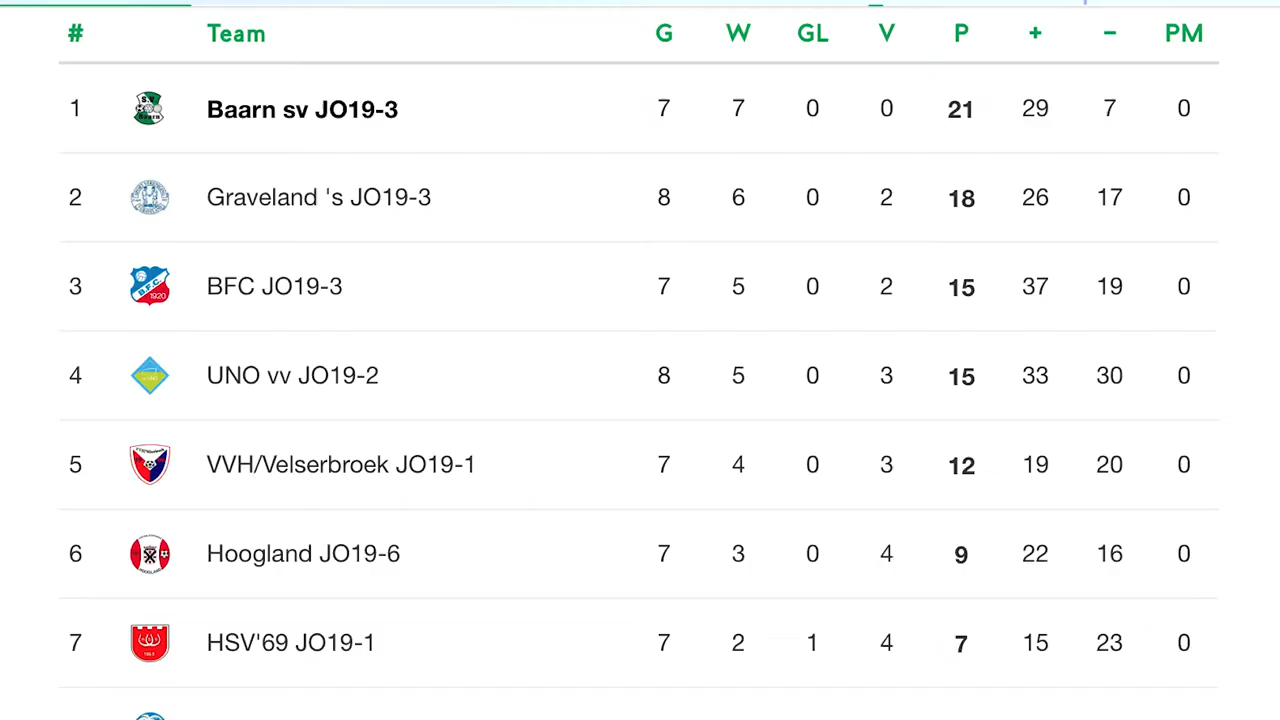 # Team G W GL V P + − PM
1 Baarn sv JO19-3 7 7 0 0 21 29 7 0
2 Graveland 's JO19-3 8 6 0 2 18 26 17 0
B.F.C. 1920
3 BFC JO19-3 7 5 0 2 15 37 19 0
4 UNO vv JO19-2 8 5 0 3 15 33 30 0
5 VVH/Velserbroek JO19-1 7 4 0 3 12 19 20 0
6 Hoogland JO19-6 7 3 0 4 9 22 16 0
7 HSV'69 JO19-1 7 2 1 4 7 15 23 0